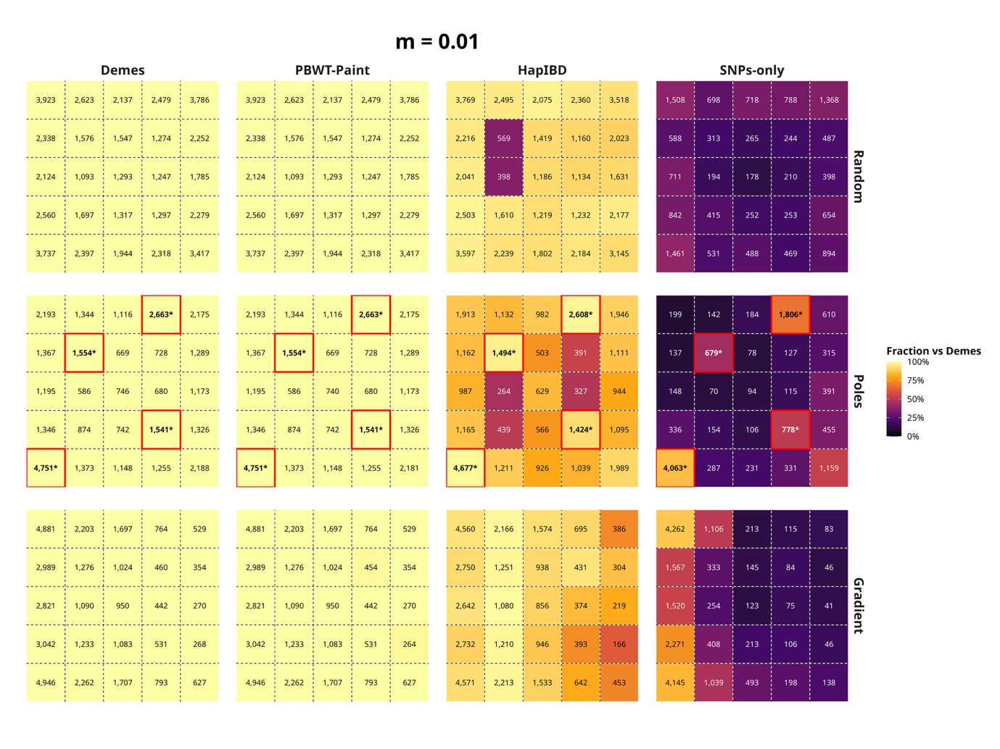 m = 0.01
Demes PBWT-Paint HapIBD SNPs-only
3,923 2,623 2,137 2,479 3,786 3,923 2,623 2,137 2,479 3,786 3,769 2,495 2,075 2,360 3,518 1,508 698 718 788 1,368
2,338 1,576 1,547 1,274 2,252 2,338 1,576 1,547 1,274 2,252 2,216 569 1,419 1,160 2,023 588 313 265 244 487
2,124 1,093 1,293 1,247 1,785 2,124 1,093 1,293 1,247 1,785 2,041 398 1,186 1,134 1,631 711 194 178 210 398
2,560 1,697 1,317 1,297 2,279 2,560 1,697 1,317 1,297 2,279 2,503 1,610 1,219 1,232 2,177 842 415 252 253 654
3,737 2,397 1,944 2,318 3,417 3,737 2,397 1,944 2,318 3,417 3,597 2,239 1,802 2,184 3,145 1,461 531 488 469 894
Random
2,193 1,344 1,116 2,663* 2,175 2,193 1,344 1,116 2,663* 2,175 1,913 1,132 982 2,608* 1,946 199 142 184 1,806* 610
1,367 1,554* 669 728 1,289 1,367 1,554* 669 728 1,289 1,162 1,494* 503 391 1,111 137 679* 78 127 315
1,195 586 746 680 1,173 1,195 586 740 680 1,173 987 264 629 327 944 148 70 94 115 391
1,346 874 742 1,541* 1,326 1,346 874 742 1,541* 1,326 1,165 439 566 1,424* 1,095 336 154 106 778* 455
4,751* 1,373 1,148 1,255 2,188 4,751* 1,373 1,148 1,255 2,181 4,677* 1,211 926 1,039 1,989 4,063* 287 231 331 1,159
Poles
Fraction vs Demes
100%
75%
50%
25%
0%
4,881 2,203 1,697 764 529 4,881 2,203 1,697 764 529 4,560 2,166 1,574 695 386 4,262 1,106 213 115 83
2,989 1,276 1,024 460 354 2,989 1,276 1,024 454 354 2,750 1,251 938 431 304 1,567 333 145 84 46
2,821 1,090 950 442 270 2,821 1,090 950 442 270 2,642 1,080 856 374 219 1,520 254 123 75 41
3,042 1,233 1,083 531 268 3,042 1,233 1,083 531 264 2,732 1,210 946 393 166 2,271 408 213 106 46
4,946 2,262 1,707 793 627 4,946 2,262 1,707 793 627 4,571 2,213 1,533 642 453 4,145 1,039 493 198 138
Gradient